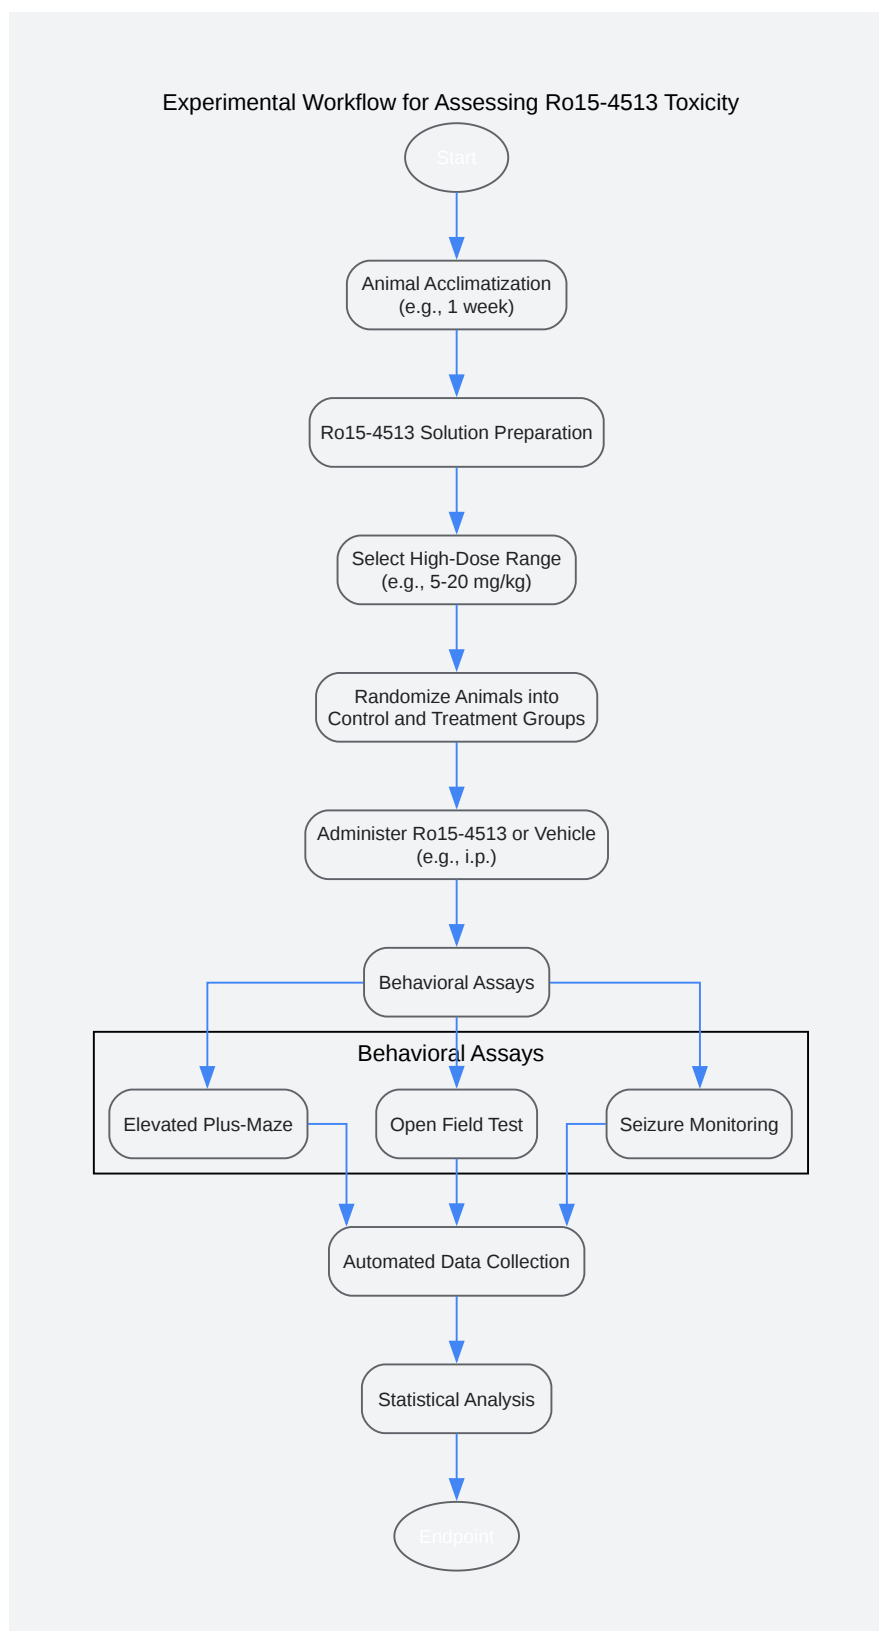 Experimental Workflow for Assessing Ro15-4513 Toxicity
Start
Animal Acclimatization
(e.g., 1 week)
Ro15-4513 Solution Preparation
Select High-Dose Range
(e.g., 5-20 mg/kg)
Randomize Animals into
Control and Treatment Groups
Administer Ro15-4513 or Vehicle
(e.g., i.p.)
Behavioral Assays
Behavioral Assays
Elevated Plus-Maze
Open Field Test
Seizure Monitoring
Automated Data Collection
Statistical Analysis
Endpoint